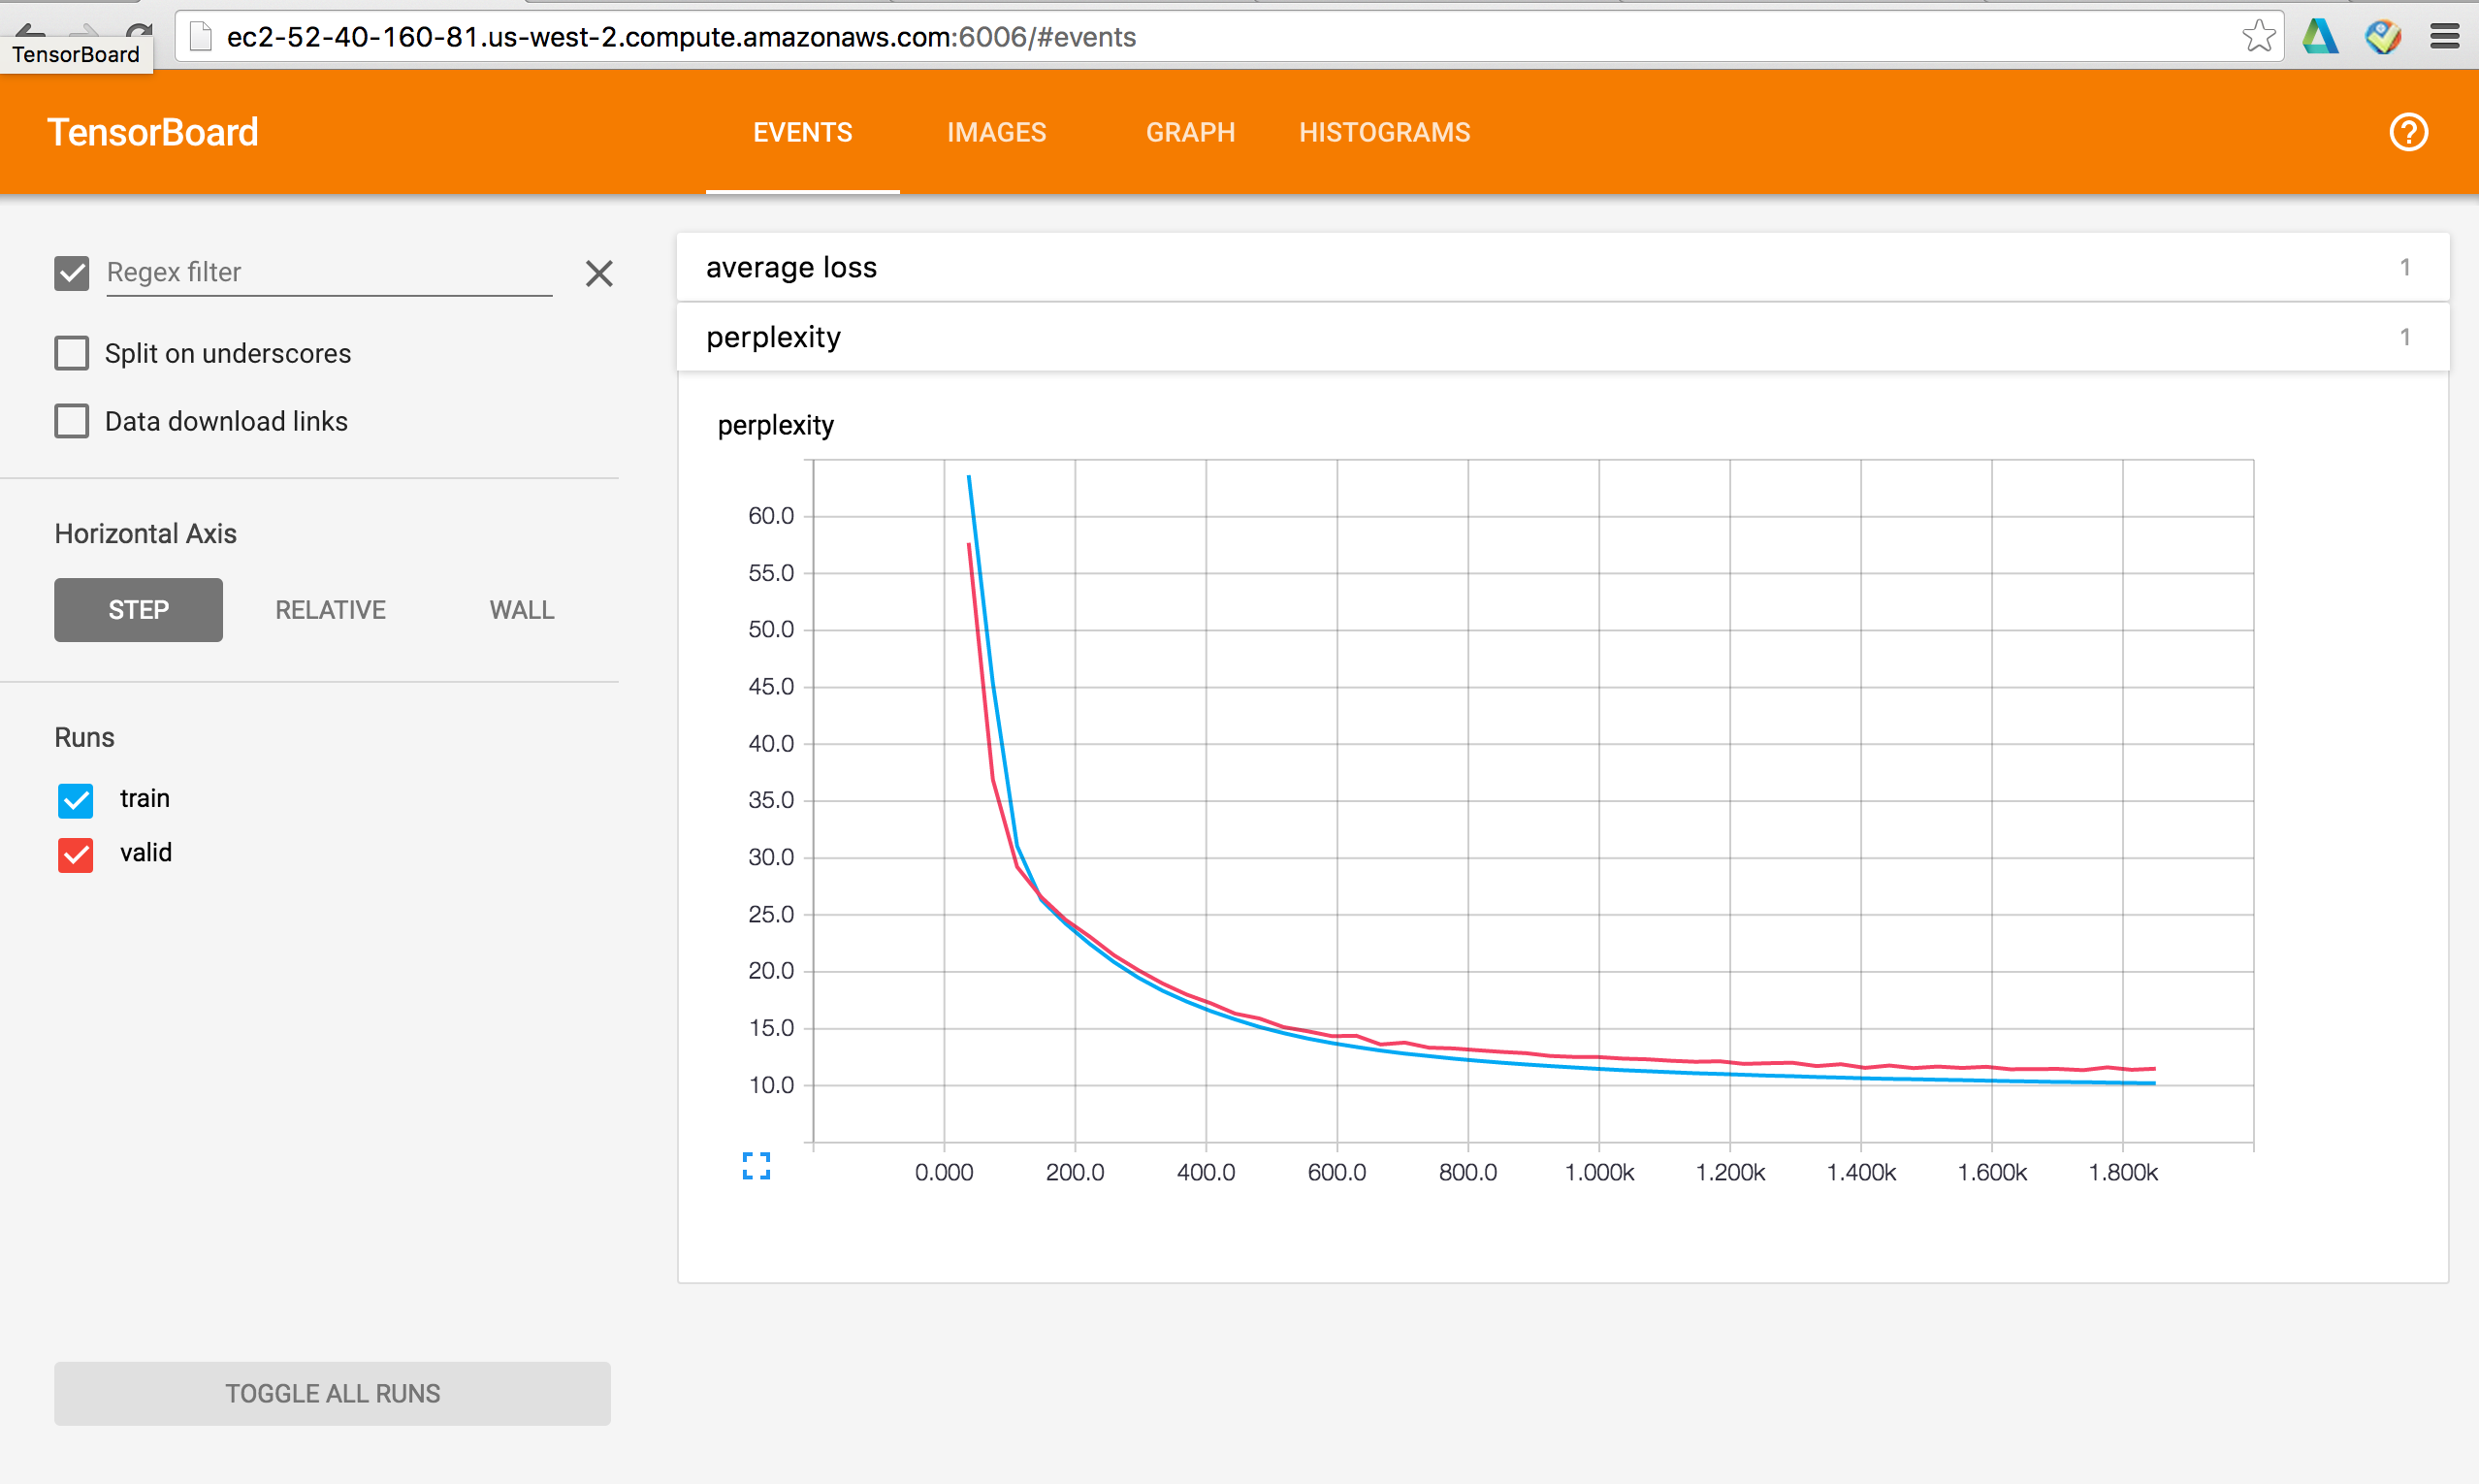 ec2-52-40-160-81.us-west-2.compute.amazonaws.com:6006/#events
TensorBoard
TensorBoard
EVENTS
IMAGES
GRAPH
HISTOGRAMS
Regex filter
Split on underscores
Data download links
Horizontal Axis
STEP
RELATIVE
WALL
Runs
train
valid
TOGGLE ALL RUNS
average loss
1
perplexity
1
perplexity
60.0
55.0
50.0
45.0
40.0
35.0
30.0
25.0
20.0
15.0
10.0
0.000
200.0
400.0
600.0
800.0
1.000k
1.200k
1.400k
1.600k
1.800k